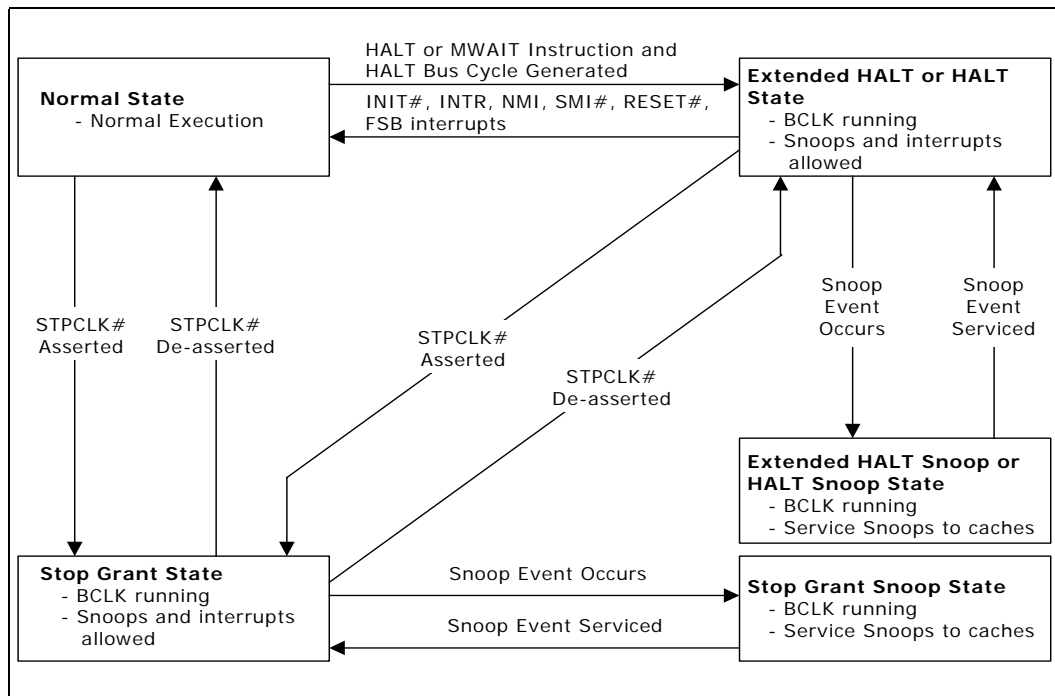 HALT or MWAIT Instruction and
HALT Bus Cycle Generated
Normal State
- Normal Execution
INIT#, INTR, NMI, SMI#, RESET#,
FSB interrupts
Extended HALT or HALT
State
- BCLK running
- Snoops and interrupts
allowed
STPCLK#
Asserted
STPCLK#
De-asserted
STPCLK#
Asserted
STPCLK#
De-asserted
Snoop
Event
Occurs
Snoop
Event
Serviced
Extended HALT Snoop or
HALT Snoop State
- BCLK running
- Service Snoops to caches
Stop Grant State
- BCLK running
- Snoops and interrupts
allowed
Snoop Event Occurs
Snoop Event Serviced
Stop Grant Snoop State
- BCLK running
- Service Snoops to caches